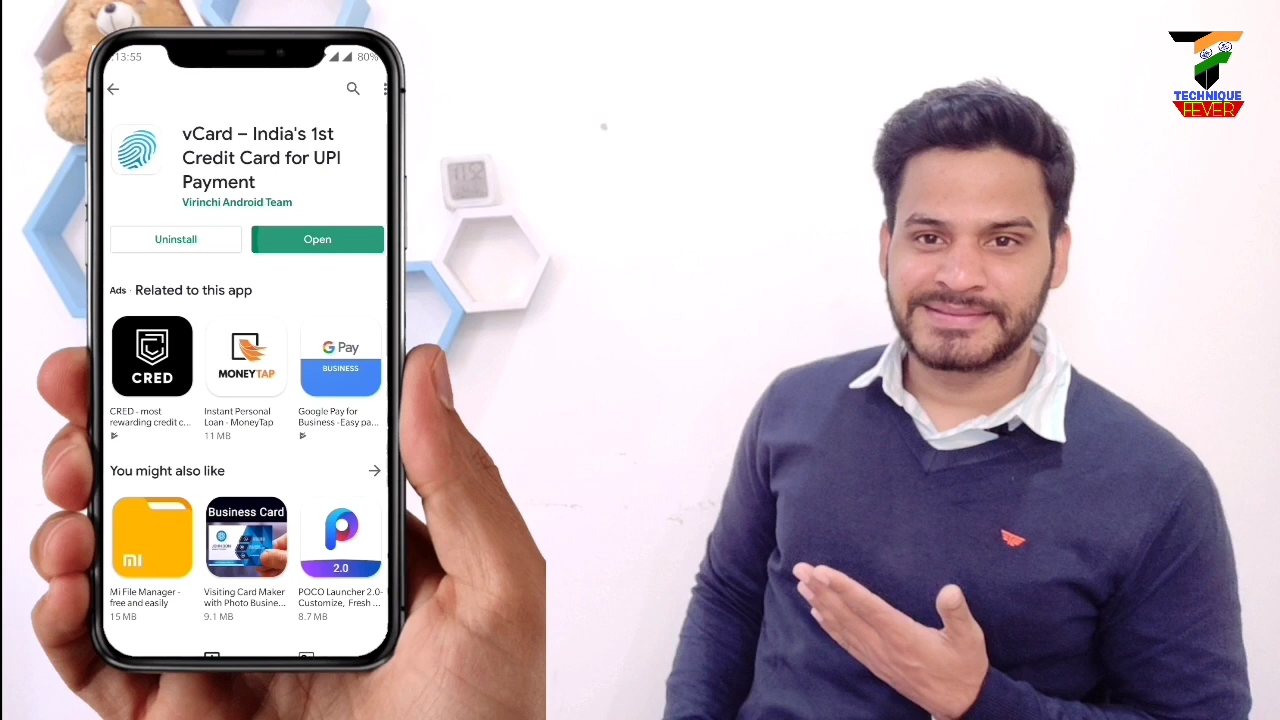 :13:55
80%
vCard – India's 1st
Credit Card for UPI
Payment
Virinchi Android Team
Uninstall
Open
Ads · Related to this app
CRED
MONEYTAP
G Pay
BUSINESS
CRED - most
rewarding credit c...
Instant Personal
Loan - MoneyTap
11 MB
Google Pay for
Business -Easy pa...
You might also like
mi
Business Card
2.0
Mi File Manager -
free and easily
15 MB
Visiting Card Maker
with Photo Busine...
9.1 MB
POCO Launcher 2.0-
Customize, Fresh ...
8.7 MB
TECHNIQUE
FEVER